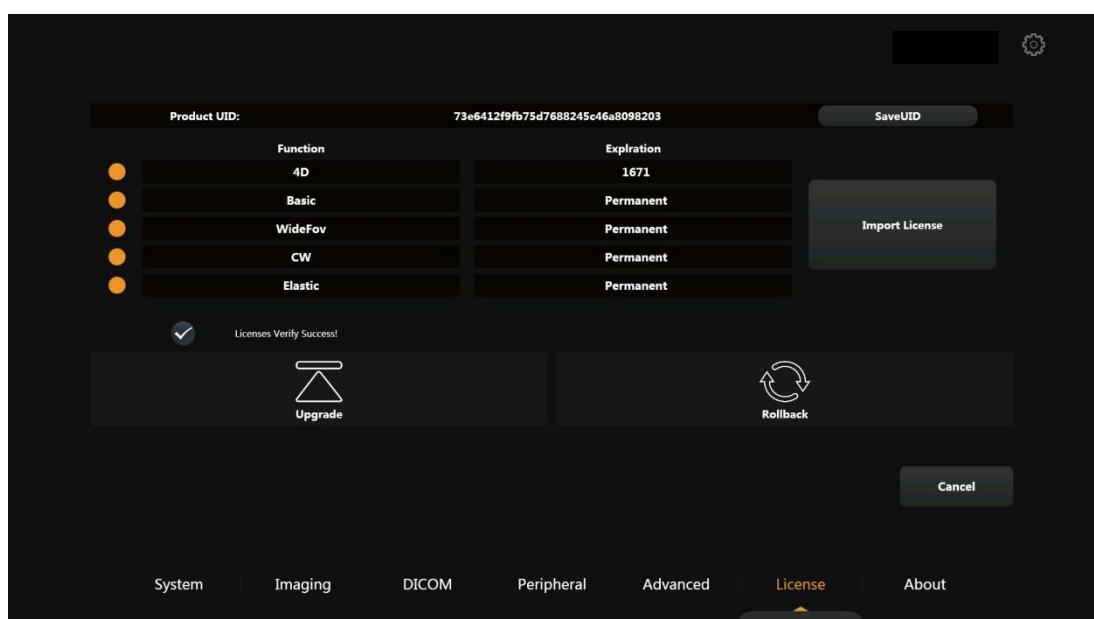 Product UID: 73e6412f9fb75d7688245c46a8098203 SaveUID
Function Expiration
4D 1671
Basic Permanent
WideFov Permanent
Import License
CW Permanent
Elastic Permanent
Licenses Verify Success!
Upgrade Rollback
Cancel
System Imaging DICOM Peripheral Advanced License About